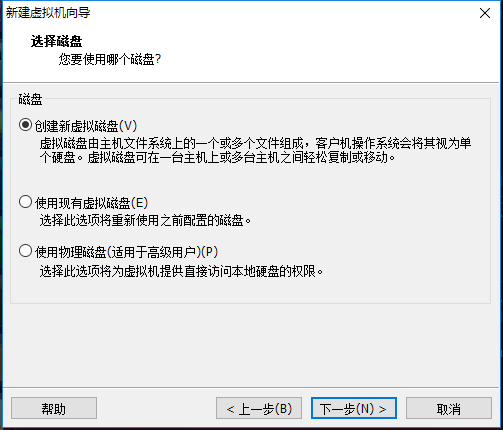 新建虚拟机向导
选择磁盘
您要使用哪个磁盘?
磁盘
创建新虚拟磁盘(V)
虚拟磁盘由主机文件系统上的一个或多个文件组成，客户机操作系统会将其视为单
个硬盘。虚拟磁盘可在一台主机上或多台主机之间轻松复制或移动。
使用现有虚拟磁盘(E)
选择此选项将重新使用之前配置的磁盘。
使用物理磁盘(适用于高级用户)(P)
选择此选项将为虚拟机提供直接访问本地硬盘的权限。
帮助
< 上一步(B)
下一步(N) >
取消